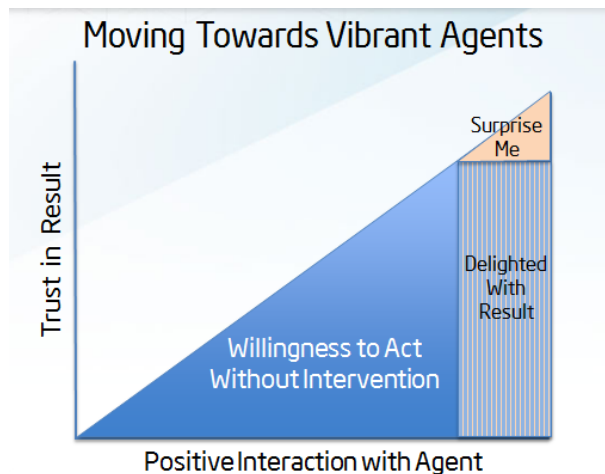 Moving Towards Vibrant Agents
Trust in Result
Surprise
Me
Delighted
With
Result
Willingness to Act
Without Intervention
Positive Interaction with Agent